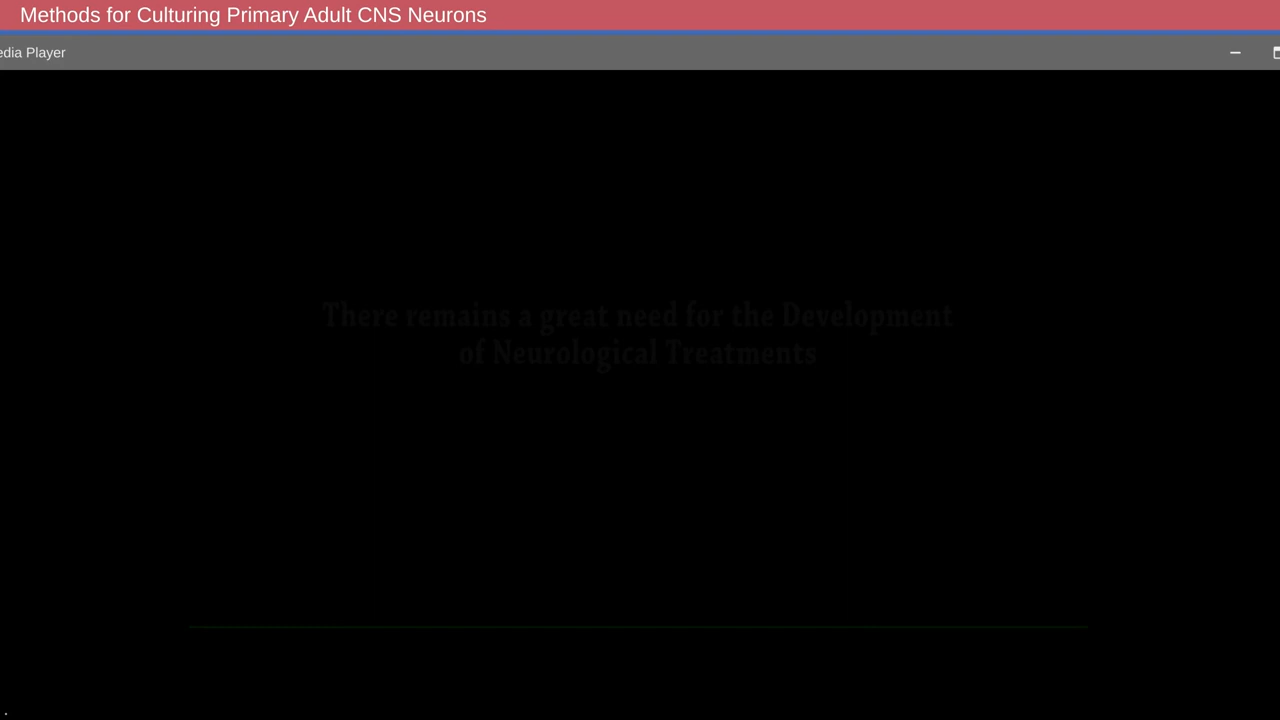 Methods for Culturing Primary Adult CNS Neurons
edia Player
There remains a great need for the Development
of Neurological Treatments